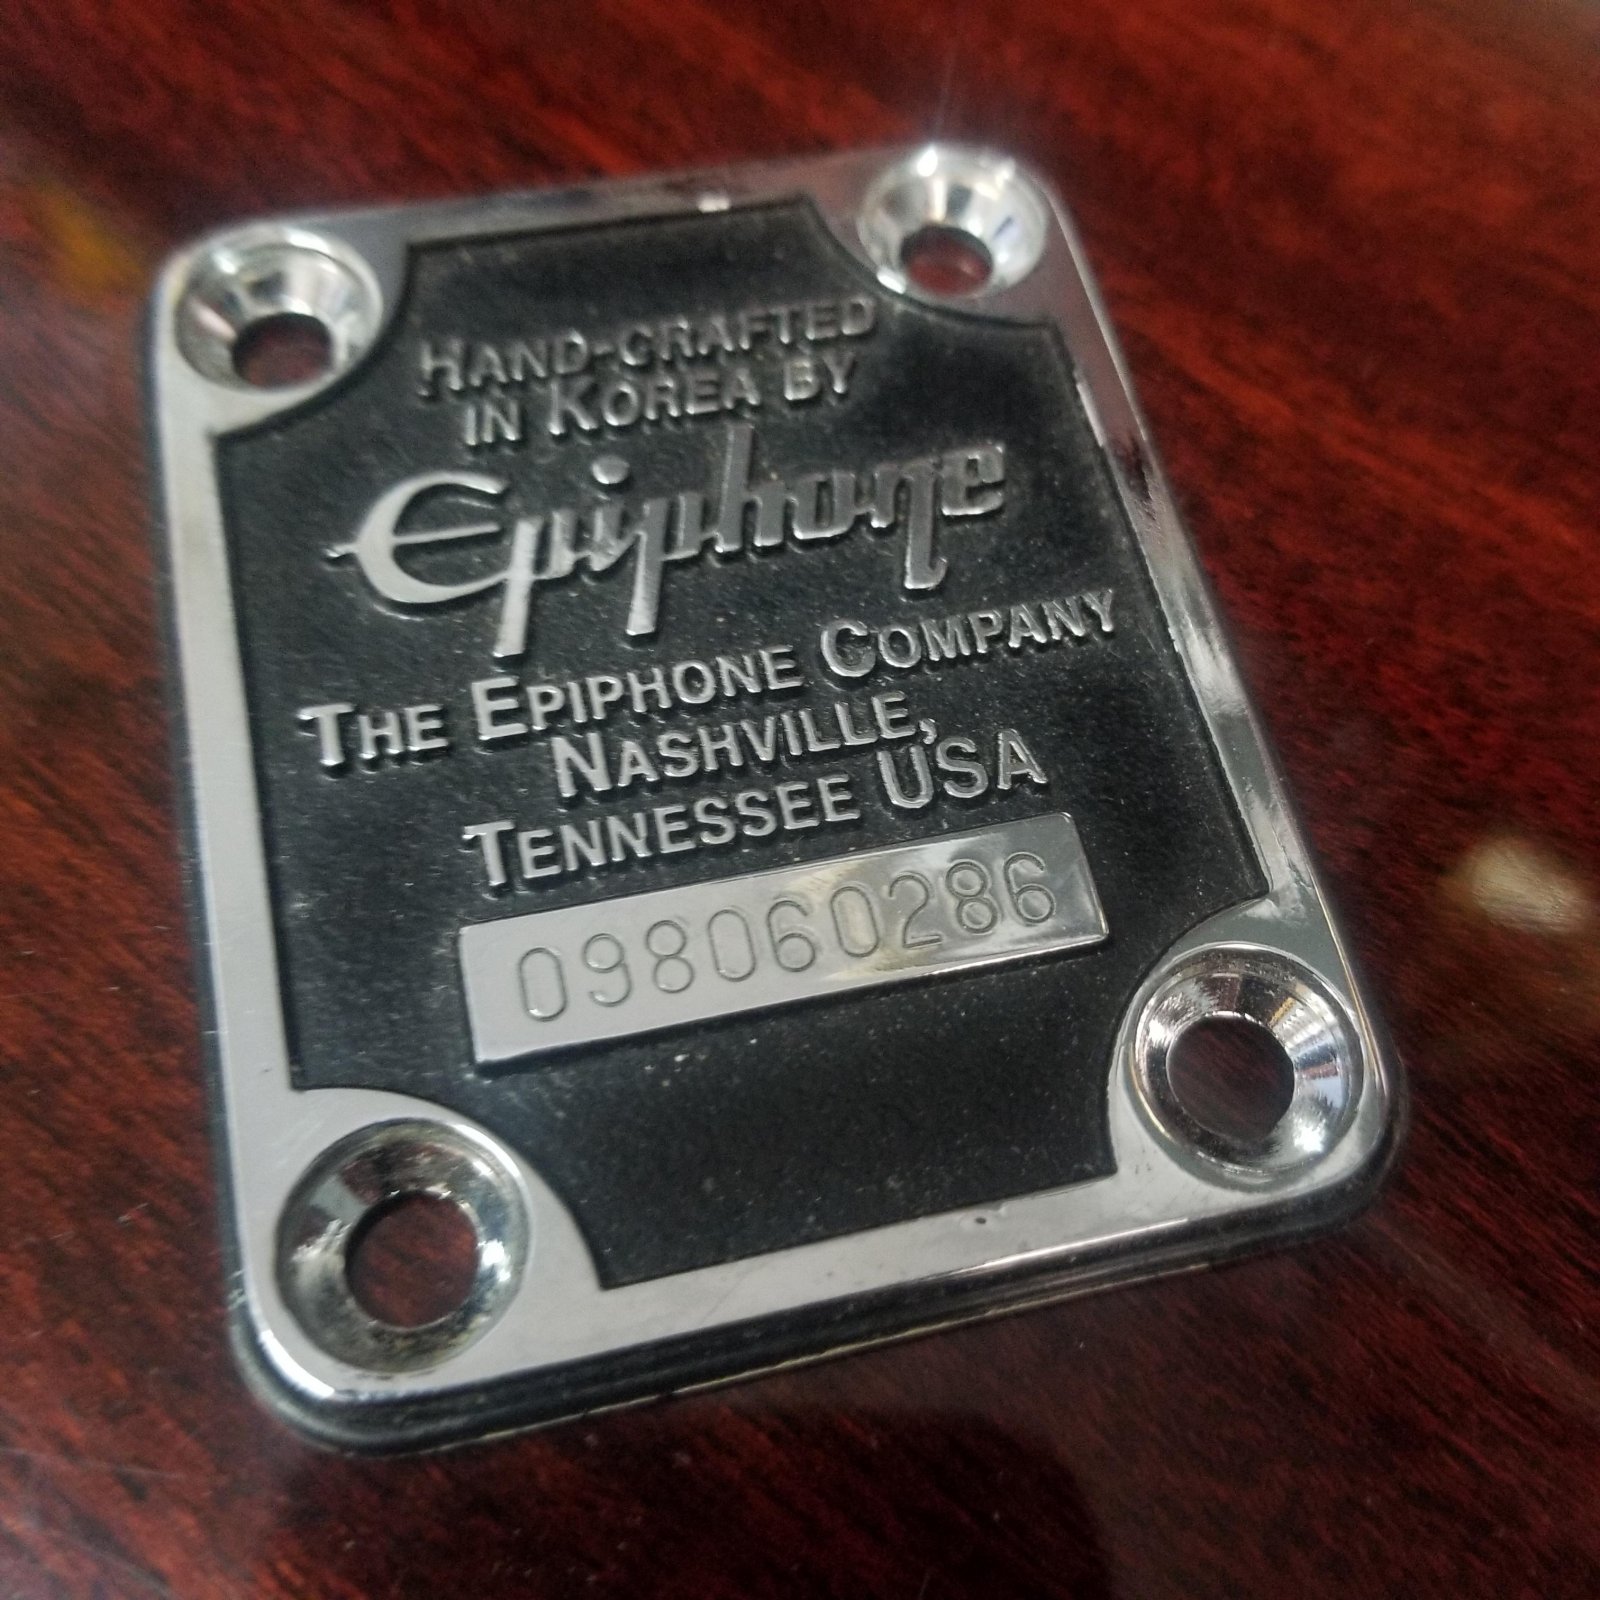 HAND-CRAFTED
IN KOREA BY
Epiphone
THE EPIPHONE COMPANY
NASHVILLE,
TENNESSEE USA
098060286